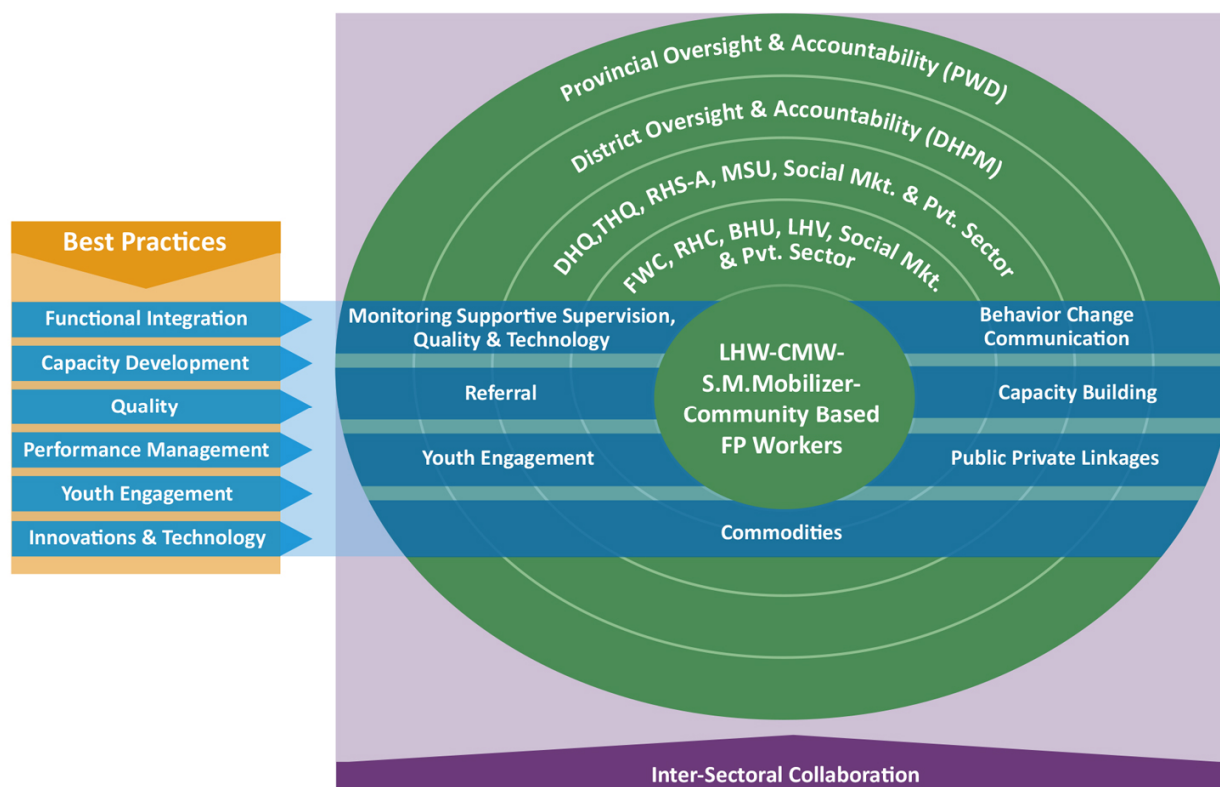 Provincial Oversight & Accountability (PWD)
District Oversight & Accountability (DHPM)
DHQ,THQ, RHS-A, MSU, Social Mkt. & Pvt. Sector
FWC, RHC, BHU, LHV, Social Mkt.
& Pvt. Sector
Best Practices
Functional Integration
Capacity Development
Quality
Performance Management
Youth Engagement
Innovations & Technology
Monitoring Supportive Supervision,
Quality & Technology
Referral
Youth Engagement
LHW-CMW-
S.M.Mobilizer-
Community Based
FP Workers
Behavior Change
Communication
Capacity Building
Public Private Linkages
Commodities
Inter-Sectoral Collaboration